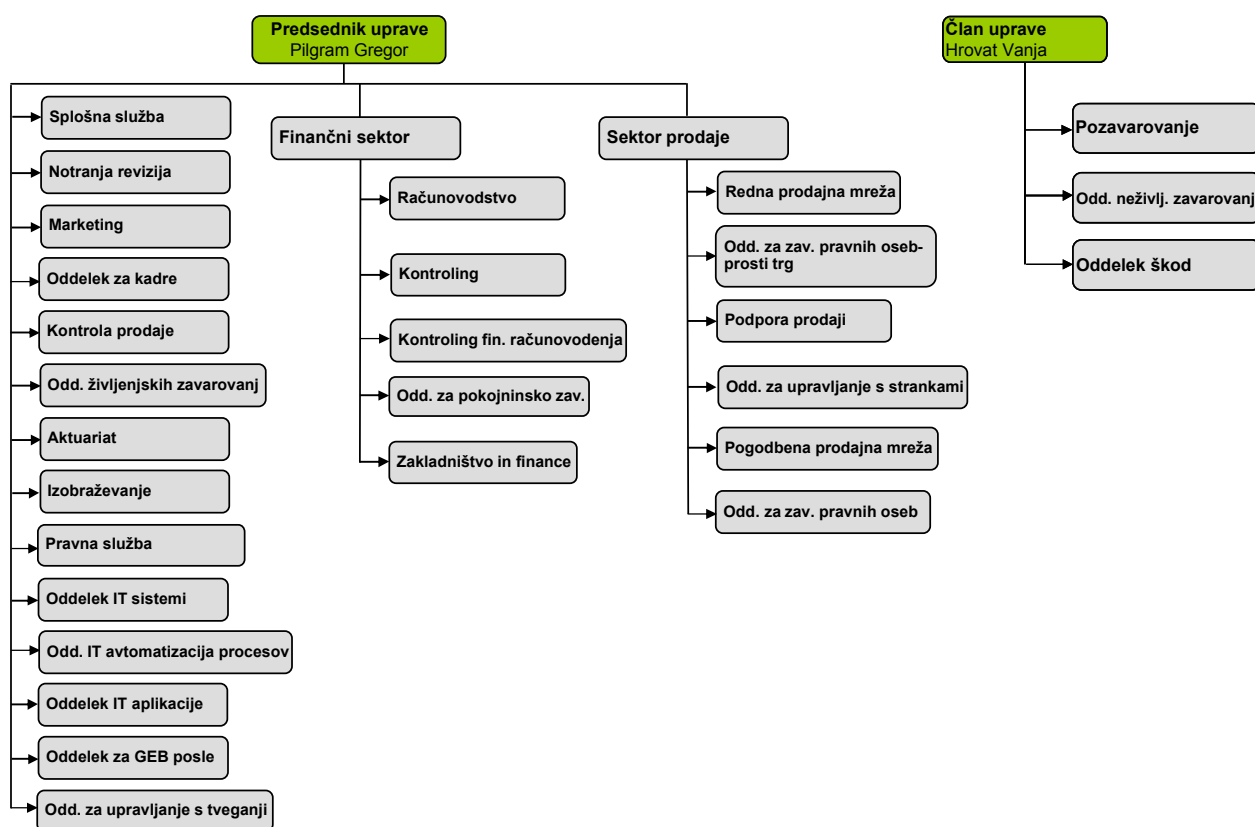 Predsednik uprave
Pilgram Gregor
Član uprave
Hrovat Vanja
Splošna služba
Notranja revizija
Marketing
Oddelek za kadre
Kontrola prodaje
Odd. življenjskih zavarovanj
Aktuariat
Izobraževanje
Pravna služba
Oddelek IT sistemi
Odd. IT avtomatizacija procesov
Oddelek IT aplikacije
Oddelek za GEB posle
Odd. za upravljanje s tveganji
Finančni sektor
Računovodstvo
Kontroling
Kontroling fin. računovodenja
Odd. za pokojninsko zav.
Zakladništvo in finance
Sektor prodaje
Redna prodajna mreža
Odd. za zav. pravnih oseb-
prosti trg
Podpora prodaji
Odd. za upravljanje s strankami
Pogodbena prodajna mreža
Odd. za zav. pravnih oseb
Pozavarovanje
Odd. neživlj. zavarovanj
Oddelek škod